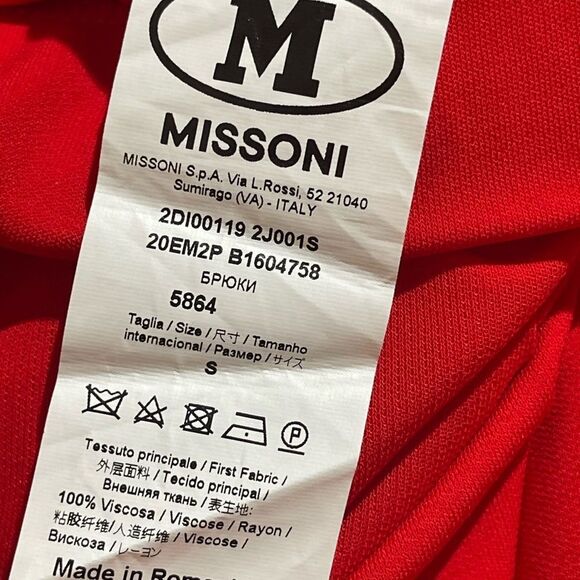 M
MISSONI
MISSONI S.p.A. Via L.Rossi, 52 21040
Sumirago (VA) - ITALY
2DI00119 2J001S
20EM2P B1604758
БРЮКИ
5864
Taglia / Size / 尺寸 / Tamanho
internacional / Размер / サイズ
S
P
Tessuto principale / First Fabric /
外层面料 / Tecido principal /
Внешняя ткань / 表生地:
100% Viscosa / Viscose / Rayon /
粘胶纤维/人造纤维 / Viscose /
Вискоза / レーヨン
Made in